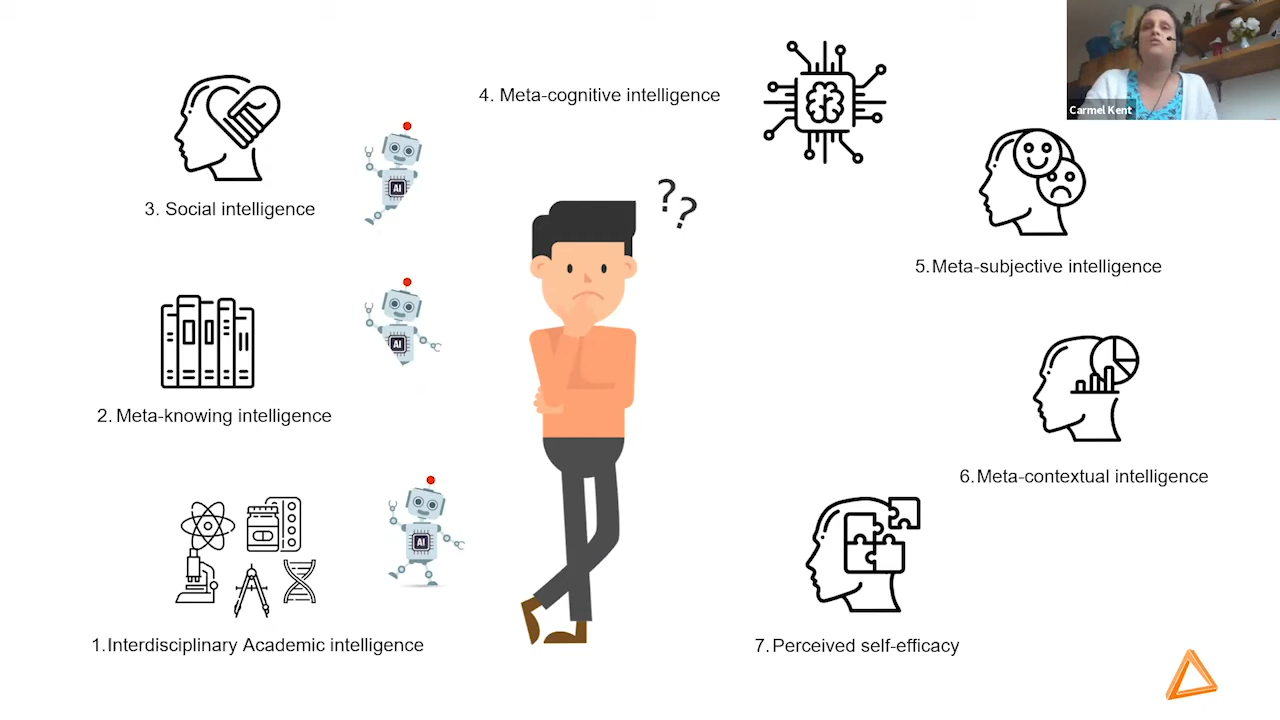 Carmel Kent
4. Meta-cognitive intelligence
??
3. Social intelligence
AI
5.Meta-subjective intelligence
AI
2. Meta-knowing intelligence
6.Meta-contextual intelligence
AI
1.Interdisciplinary Academic intelligence
7.Perceived self-efficacy